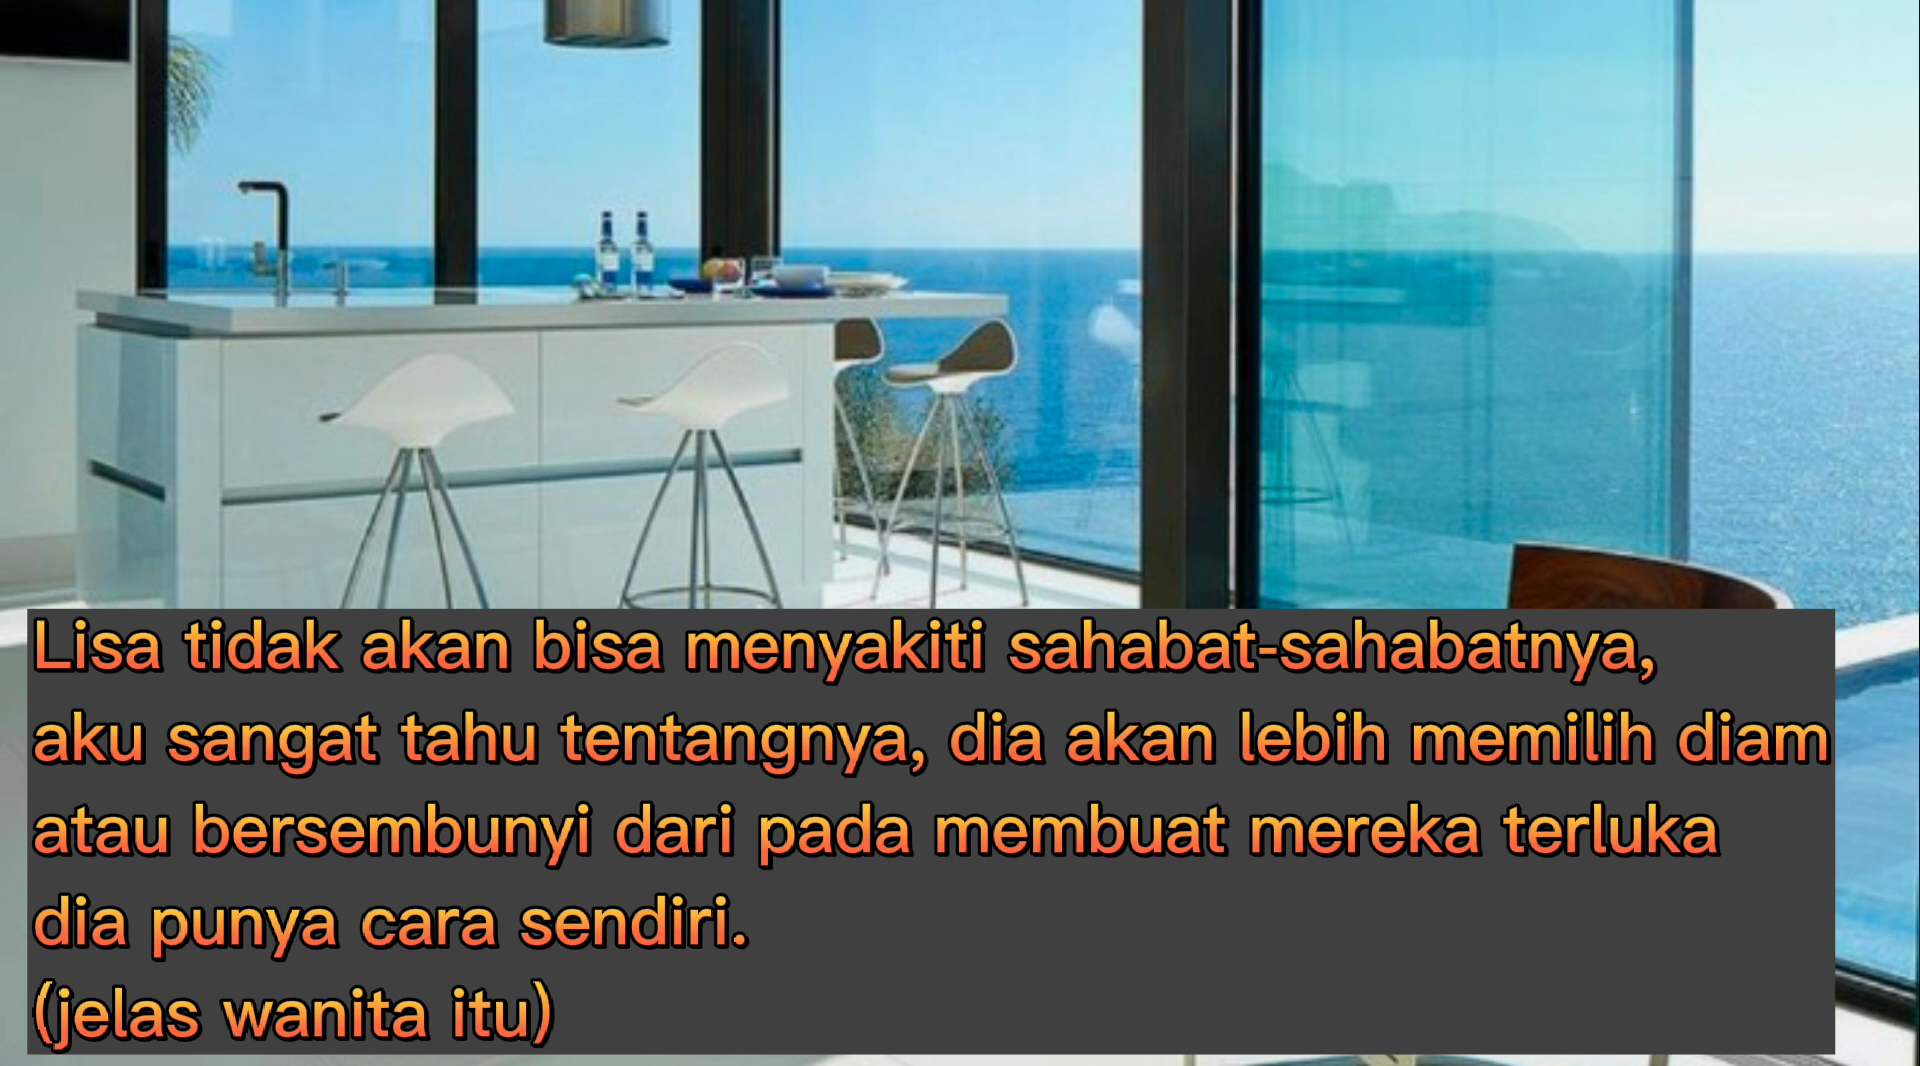 Lisa tidak akan bisa menyakiti sahabat-sahabatnya,
aku sangat tahu tentangnya, dia akan lebih memilih diam
atau bersembunyi dari pada membuat mereka terluka
dia punya cara sendiri.
(jelas wanita itu)